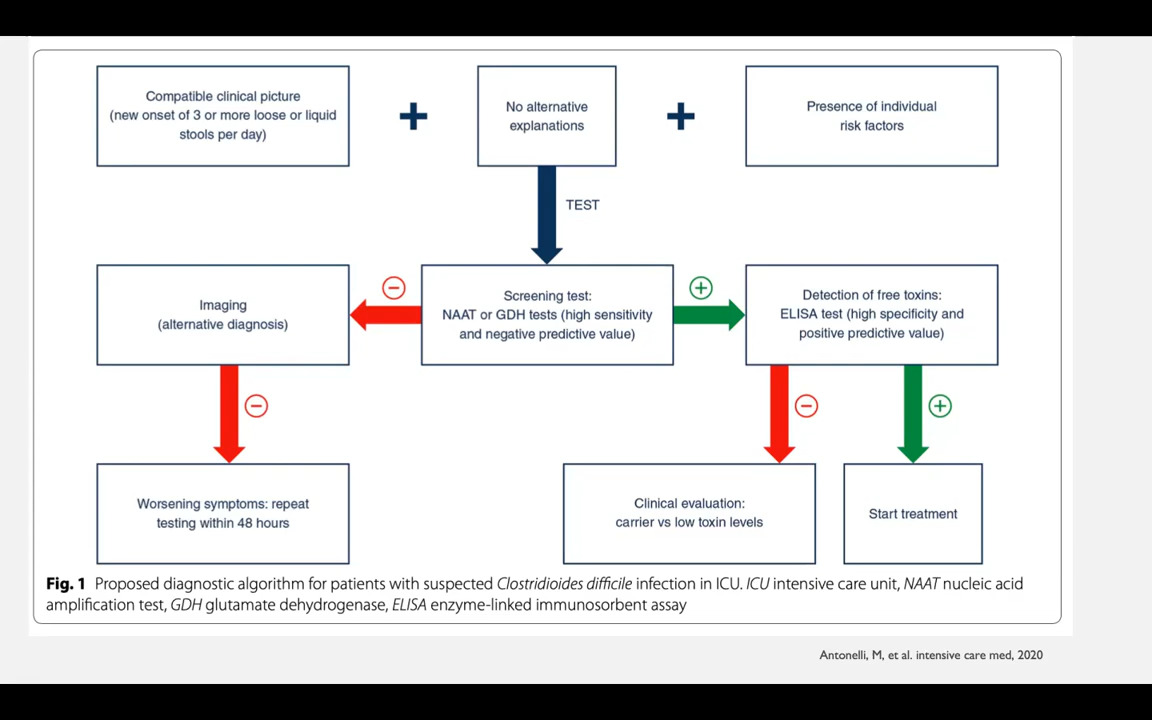 Compatible clinical picture
(new onset of 3 or more loose or liquid
stools per day)
+
No alternative
explanations
+
Presence of individual
risk factors
TEST
Imaging
(alternative diagnosis)
−
Screening test:
NAAT or GDH tests (high sensitivity
and negative predictive value)
+
Detection of free toxins:
ELISA test (high specificity and
positive predictive value)
−
−
+
Worsening symptoms: repeat
testing within 48 hours
Clinical evaluation:
carrier vs low toxin levels
Start treatment
Fig. 1 Proposed diagnostic algorithm for patients with suspected Clostridioides difficile infection in ICU. ICU intensive care unit, NAAT nucleic acid
amplification test, GDH glutamate dehydrogenase, ELISA enzyme-linked immunosorbent assay
Antonelli, M, et al. intensive care med, 2020